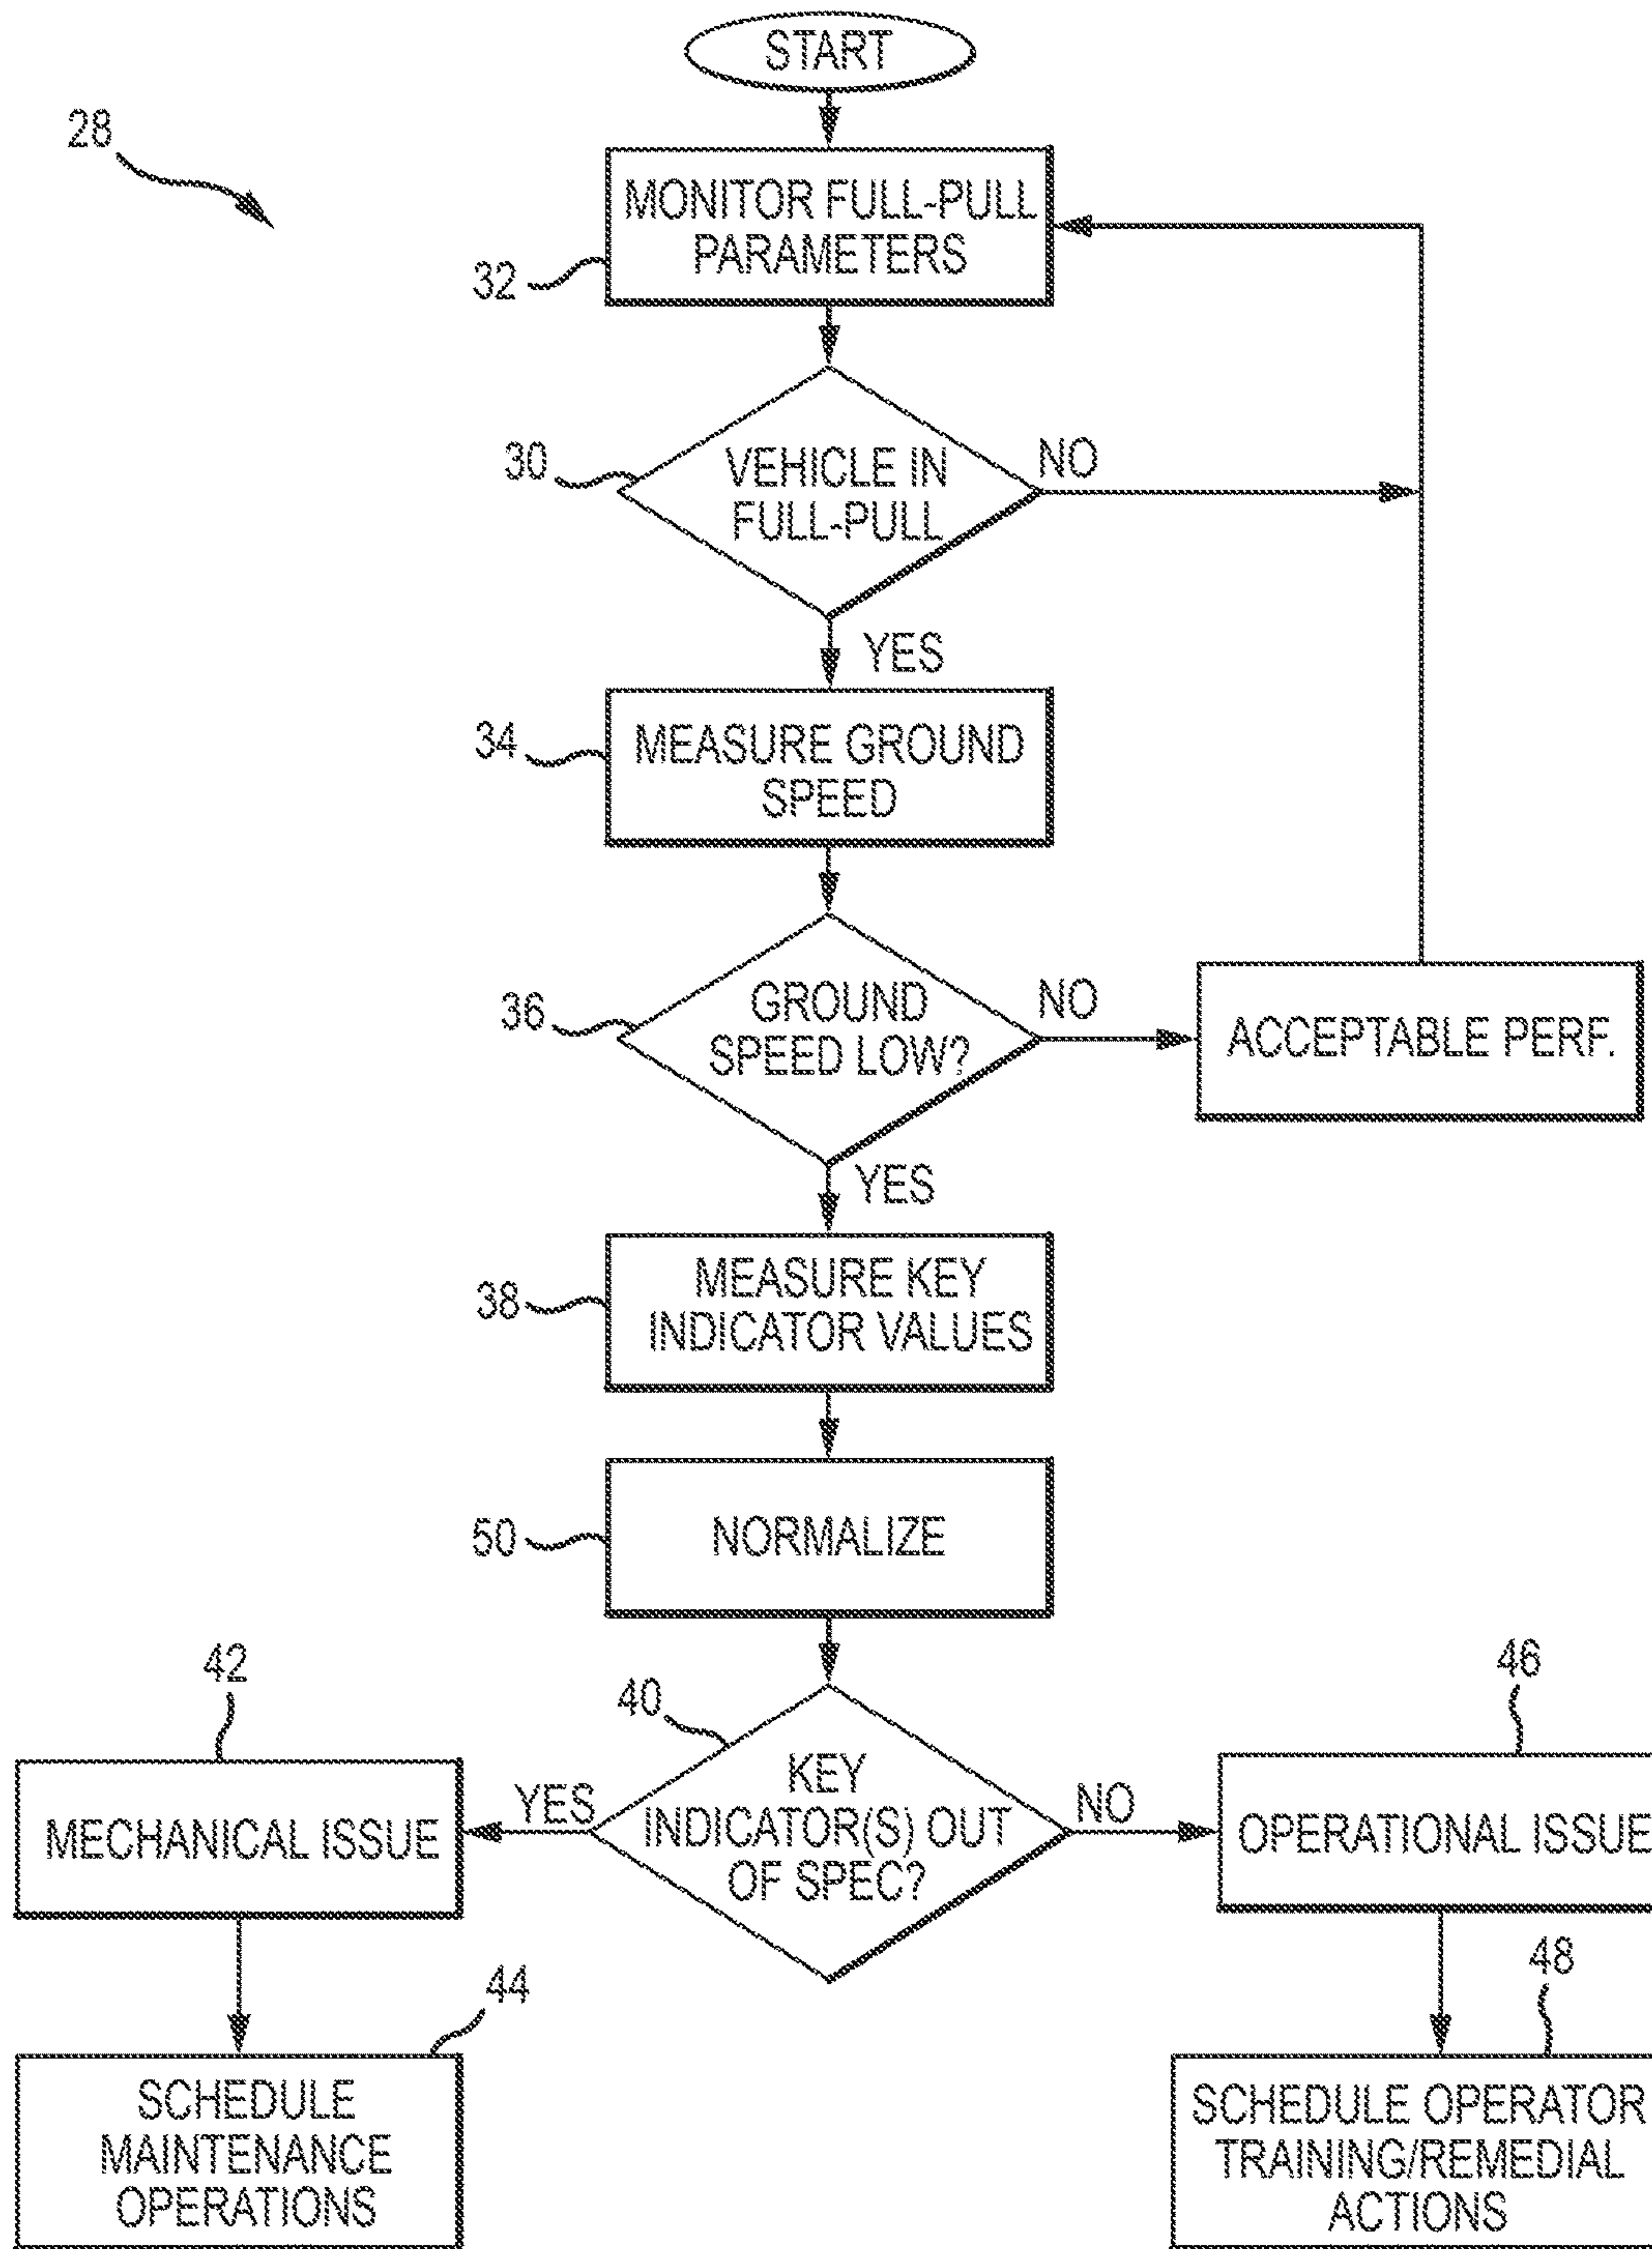 START
28
MONITOR FULL-PULL
PARAMETERS
32
30
VEHICLE IN
FULL-PULL
NO
YES
34
MEASURE GROUND
SPEED
36
GROUND
SPEED LOW?
NO
ACCEPTABLE PERF.
YES
38
MEASURE KEY
INDICATOR VALUES
50
NORMALIZE
42
40
46
MECHANICAL ISSUE
YES
KEY
INDICATOR(S) OUT
OF SPEC?
NO
OPERATIONAL ISSUE
44
48
SCHEDULE
MAINTENANCE
OPERATIONS
SCHEDULE OPERATOR
TRAINING/REMEDIAL
ACTIONS